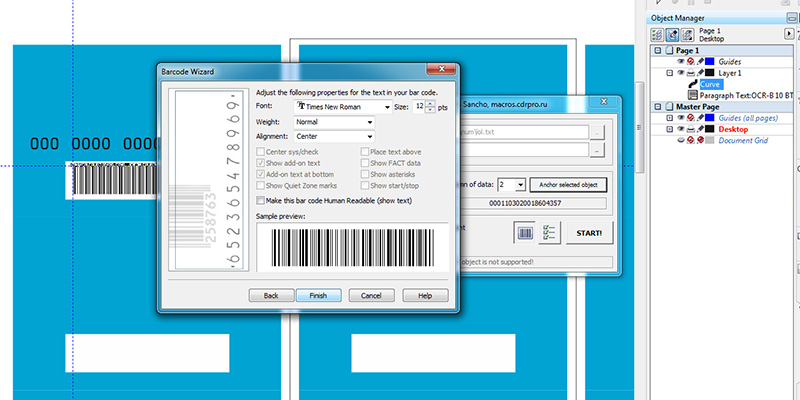 Object Manager
Page 1
Desktop
Page 1
Guides
Layer 1
Curve
Paragraph Text:OCR-B 10 BT
Master Page
Guides (all pages)
Desktop
Document Grid
Barcode Wizard
Adjust the following properties for the text in your bar code.
Font: Times New Roman Size: 12 pts
Weight: Normal
Alignment: Center
Center sys/check Place text above
Show add-on text Show FACT data
Add-on text at bottom Show asterisks
Show Quiet Zone marks Show start/stop
Make this bar code Human Readable (show text)
Sample preview:
Back Finish Cancel Help
258763
6523654789 69
000 0000 000
Sancho, macros.cdrpro.ru
\jol.txt
of data: 2 Anchor selected object
0001103020018604357
START!
object is not supported!